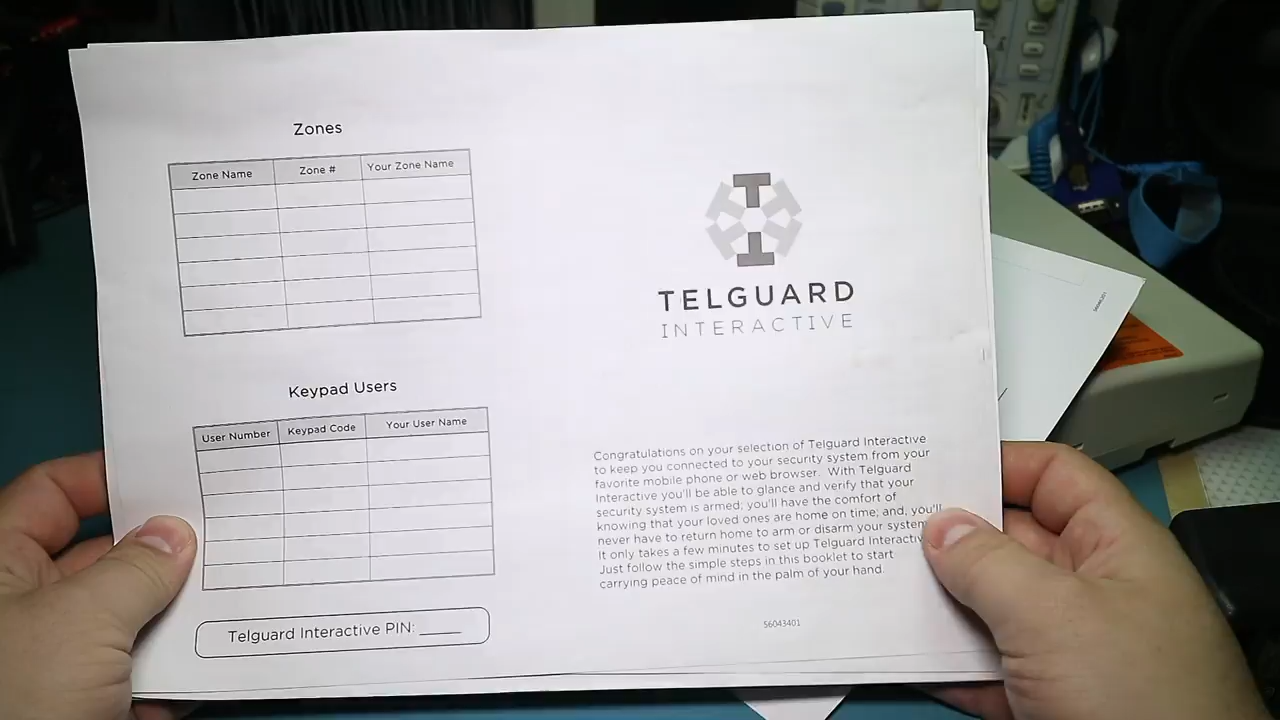 Zones
Zone Name Zone # Your Zone Name
Keypad Users
User Number Keypad Code Your User Name
Telguard Interactive PIN: _____
TELGUARD
INTERACTIVE
Congratulations on your selection of Telguard Interactive
to keep you connected to your security system from your
favorite mobile phone or web browser. With Telguard
Interactive you'll be able to glance and verify that your
security system is armed; you'll have the comfort of
knowing that your loved ones are home on time; and, you'll
never have to return home to arm or disarm your system
It only takes a few minutes to set up Telguard
Just follow the simple steps in this booklet to start
carrying peace of mind in the palm of your hand.
56043401